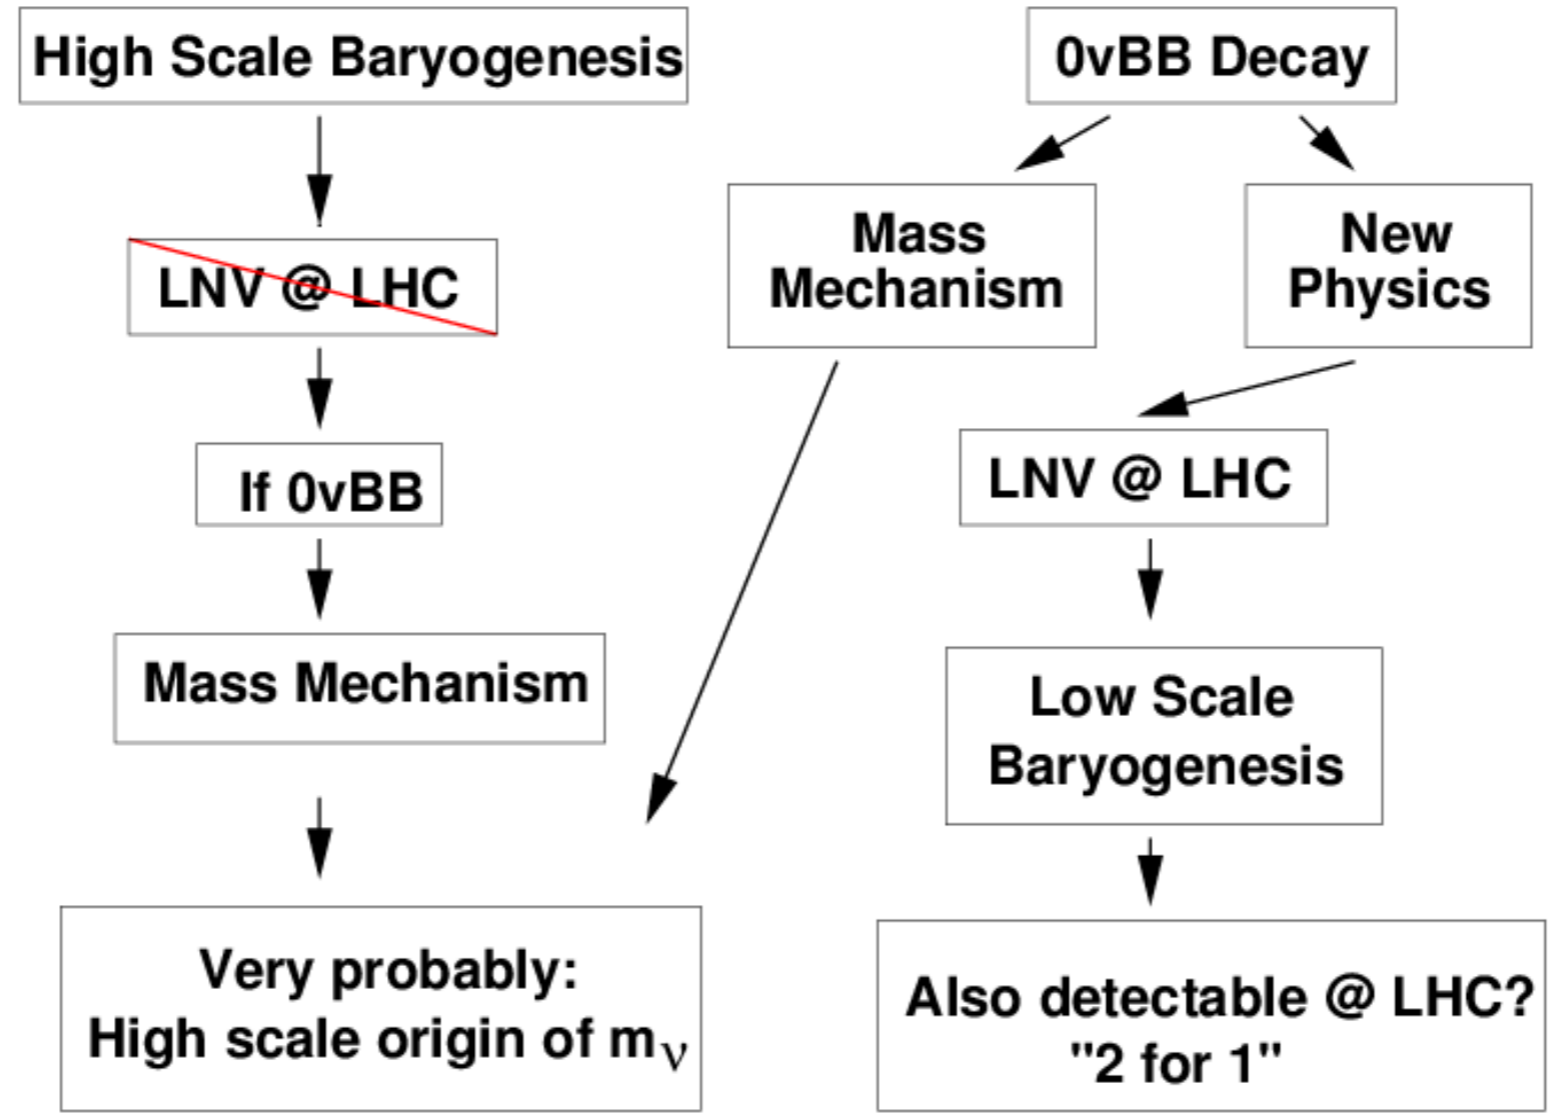 High Scale Baryogenesis
LNV @ LHC
If 0vBB
Mass Mechanism
Very probably:
High scale origin of mν
0vBB Decay
Mass
Mechanism
New
Physics
LNV @ LHC
Low Scale
Baryogenesis
Also detectable @ LHC?
"2 for 1"